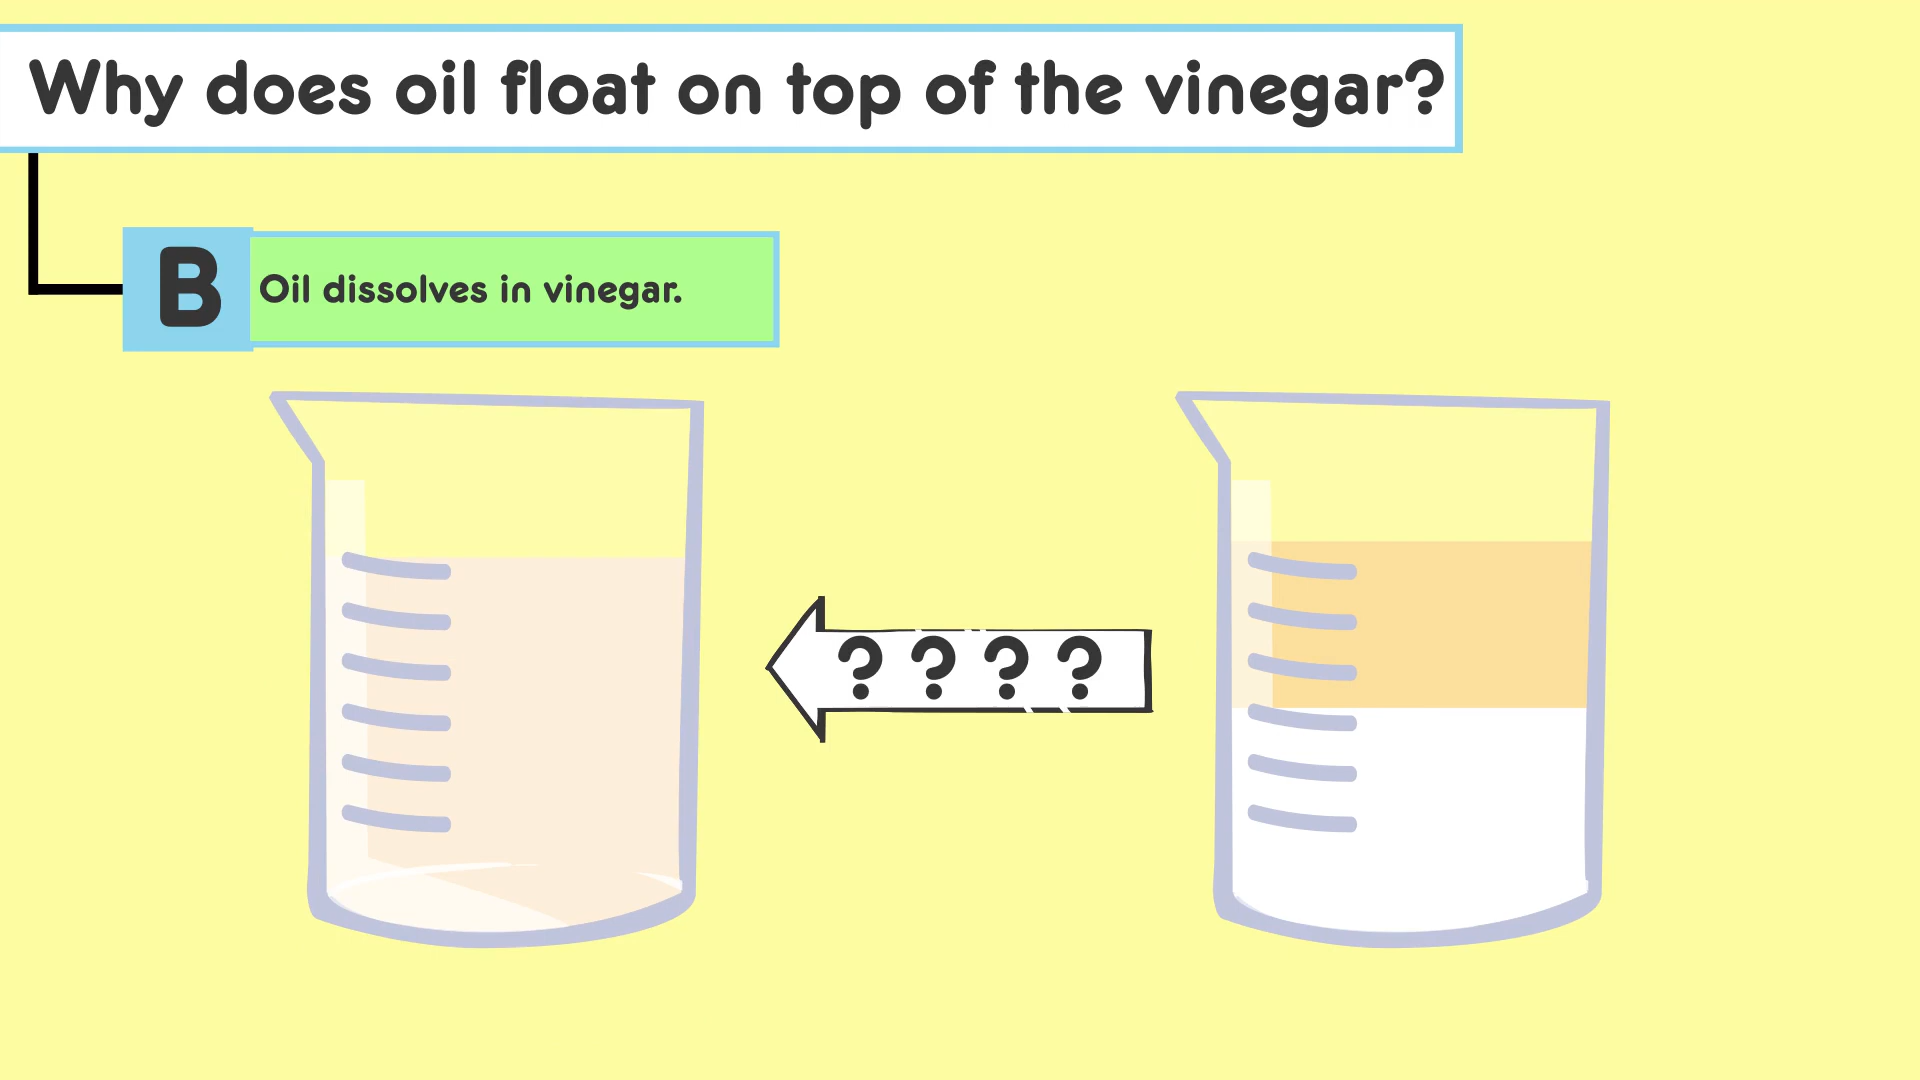 Why does oil float on top of the vinegar?
B
Oil dissolves in vinegar.
? ? ? ?